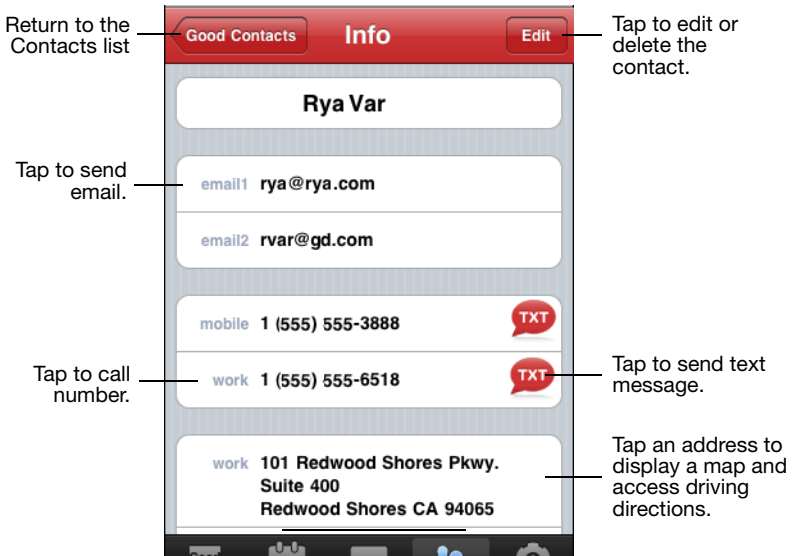 Return to the
Contacts list
Good Contacts
Info
Edit
Tap to edit or
delete the
contact.
Rya Var
Tap to send
email.
email1 rya@rya.com
email2 rvar@gd.com
mobile 1 (555) 555-3888 TXT
Tap to call
number.
work 1 (555) 555-6518 TXT
Tap to send text
message.
work 101 Redwood Shores Pkwy.
Suite 400
Redwood Shores CA 94065
Tap an address to
display a map and
access driving
directions.